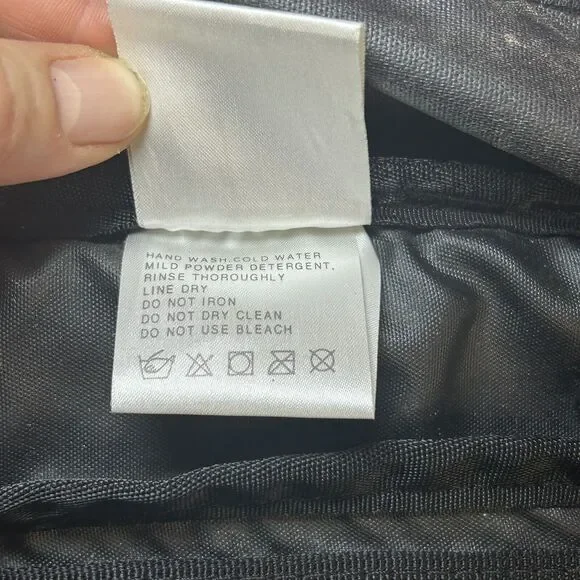 HAND WASH.COLD WATER
MILD POWDER DETERGENT,
RINSE THOROUGHLY
LINE DRY
DO NOT IRON
DO NOT DRY CLEAN
DO NOT USE BLEACH